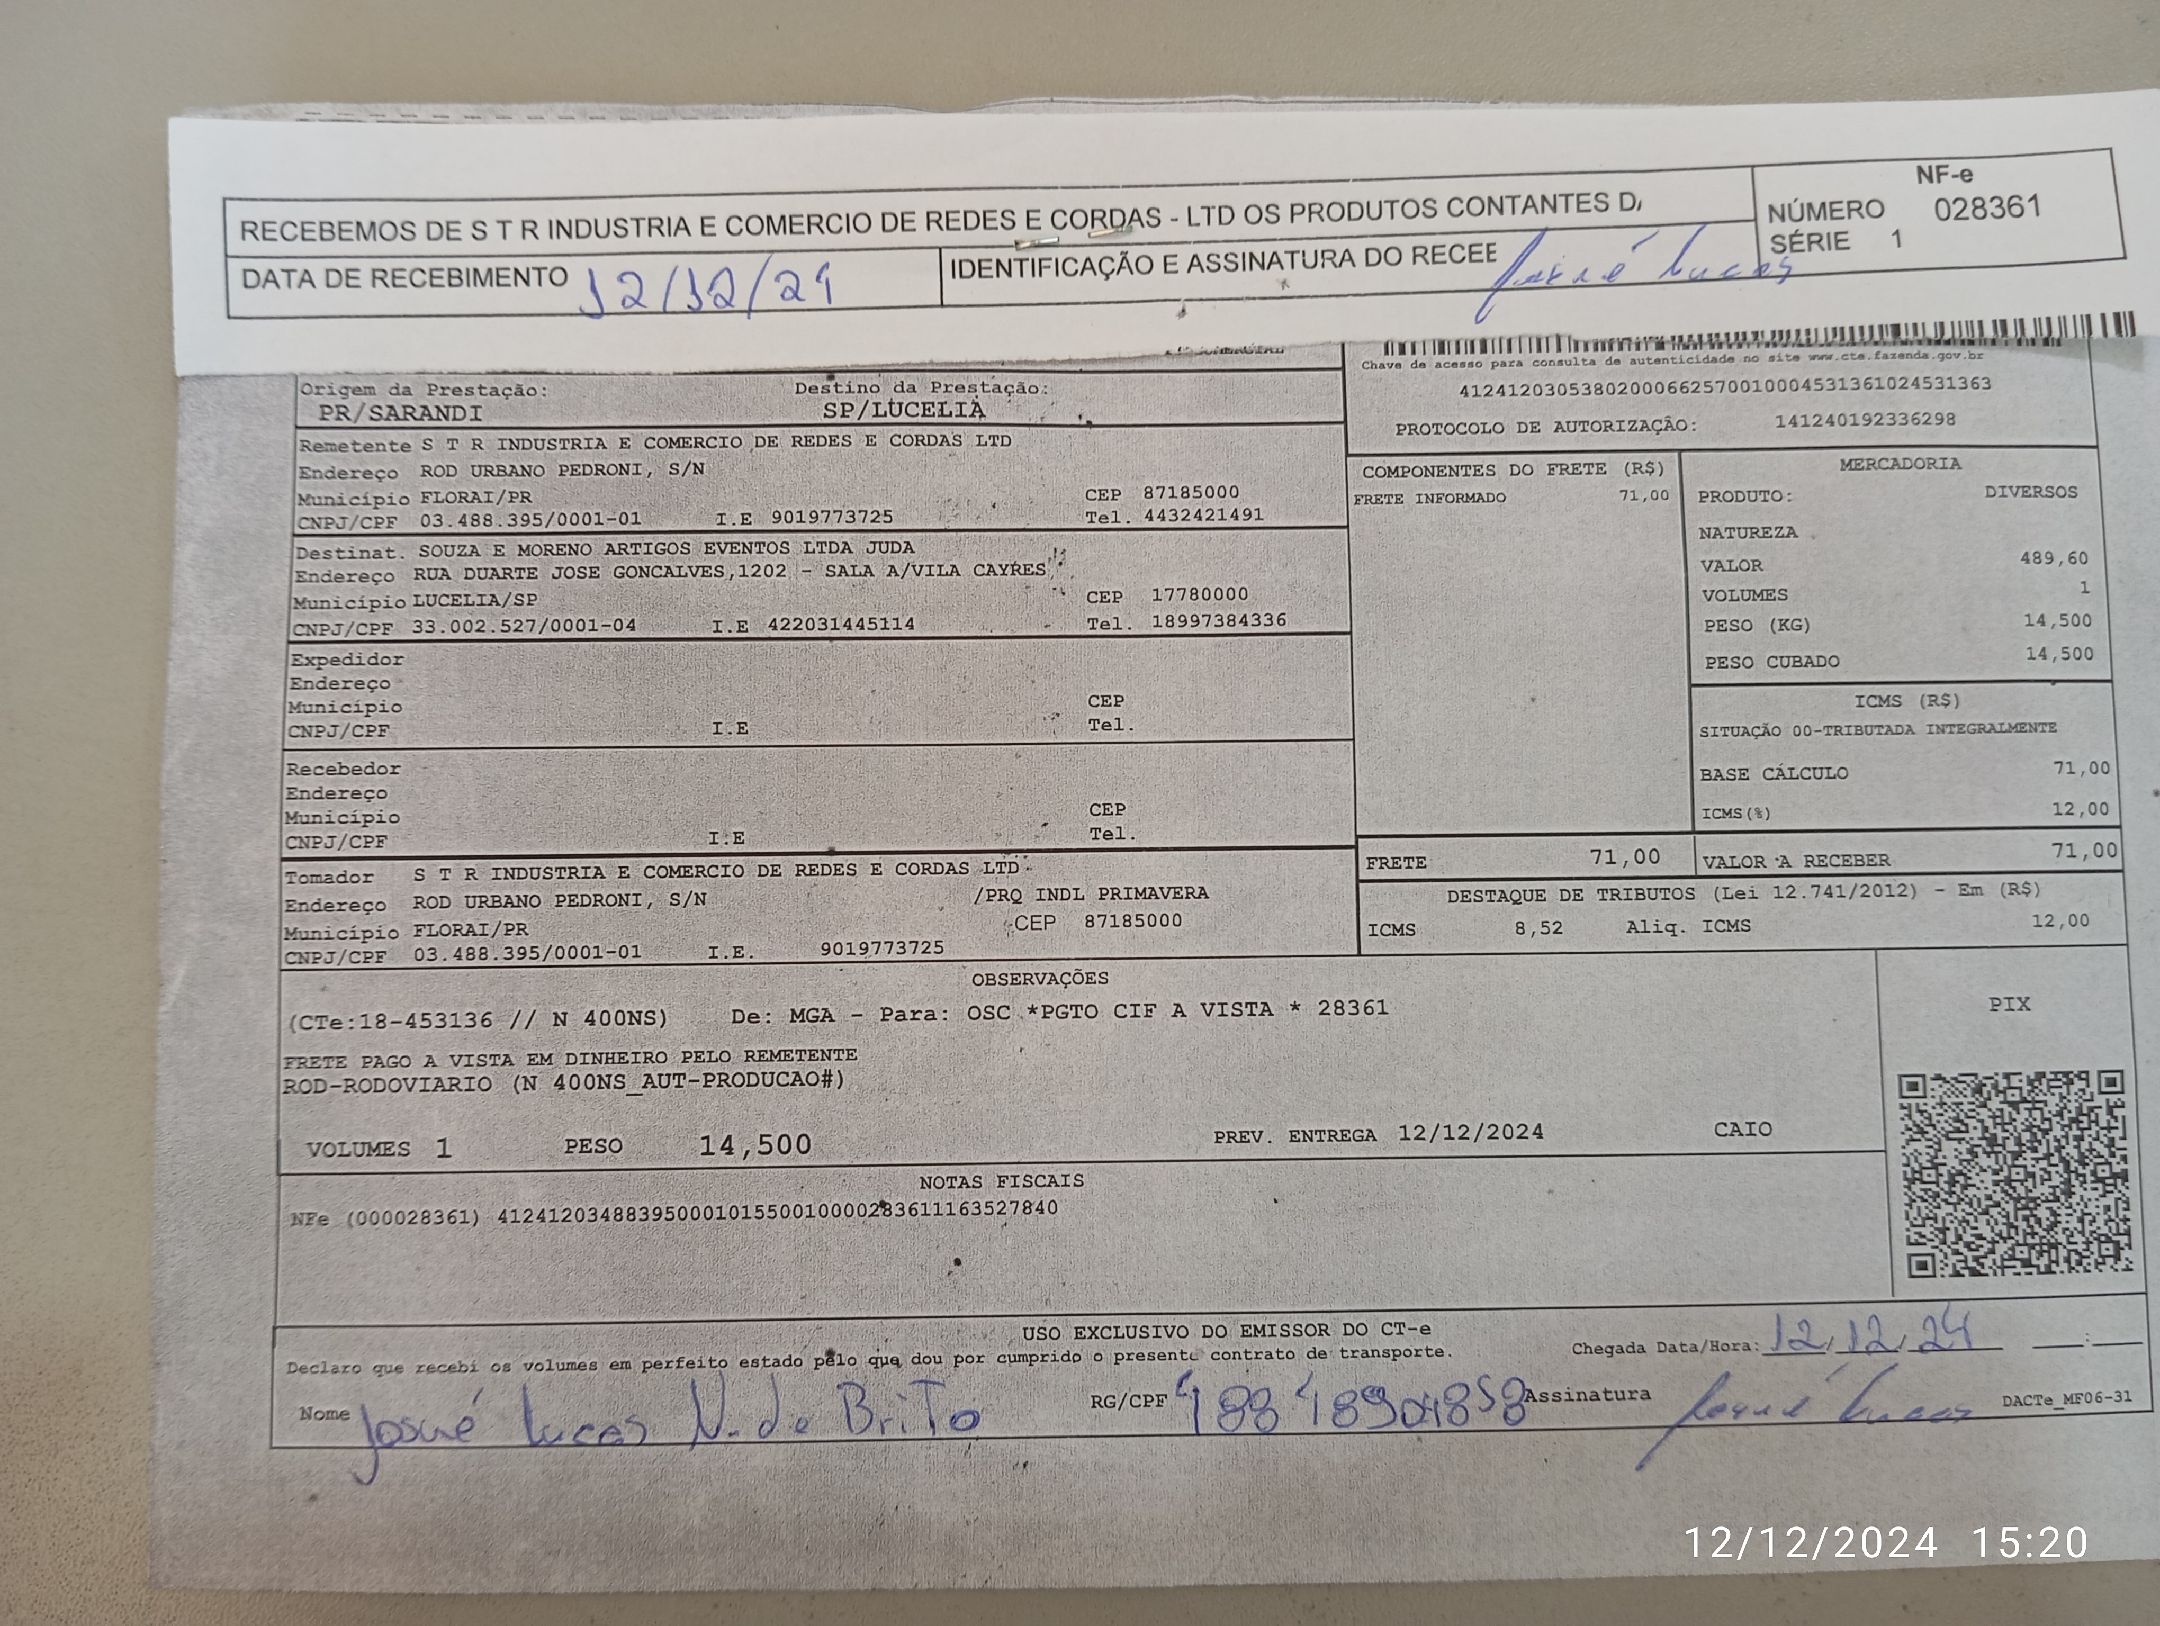 RECEBEMOS DE S T R INDUSTRIA E COMERCIO DE REDES E CORDAS - LTD OS PRODUTOS CONTANTES DA
NF-e
NÚMERO 028361
SÉRIE 1
DATA DE RECEBIMENTO 12/12/24
IDENTIFICAÇÃO E ASSINATURA DO RECEE Josué Lucas
Chave de acesso para consulta de autenticidade no site www.cte.fazenda.gov.br
41241203053802000662570010004531361024531363
PROTOCOLO DE AUTORIZAÇÃO: 141240192336298
Origem da Prestação: Destino da Prestação:
PR/SARANDI SP/LUCELIA
Remetente S T R INDUSTRIA E COMERCIO DE REDES E CORDAS LTD
Endereço ROD URBANO PEDRONI, S/N
Município FLORAI/PR CEP 87185000
CNPJ/CPF 03.488.395/0001-01 I.E 9019773725 Tel. 4432421491
Destinat. SOUZA E MORENO ARTIGOS EVENTOS LTDA JUDA
Endereço RUA DUARTE JOSE GONCALVES,1202 - SALA A/VILA CAYRES
Município LUCELIA/SP CEP 17780000
CNPJ/CPF 33.002.527/0001-04 I.E 422031445114 Tel. 18997384336
Expedidor
Endereço
Município CEP
CNPJ/CPF I.E Tel.
Recebedor
Endereço
Município CEP
CNPJ/CPF I.E Tel.
Tomador S T R INDUSTRIA E COMERCIO DE REDES E CORDAS LTD
Endereço ROD URBANO PEDRONI, S/N /PRQ INDL PRIMAVERA
Município FLORAI/PR CEP 87185000
CNPJ/CPF 03.488.395/0001-01 I.E. 9019773725
COMPONENTES DO FRETE (R$)
FRETE INFORMADO 71,00
MERCADORIA
PRODUTO: DIVERSOS
NATUREZA
VALOR 489,60
VOLUMES 1
PESO (KG) 14,500
PESO CUBADO 14,500
ICMS (R$)
SITUAÇÃO 00-TRIBUTADA INTEGRALMENTE
BASE CÁLCULO 71,00
ICMS(%) 12,00
FRETE 71,00 VALOR A RECEBER 71,00
DESTAQUE DE TRIBUTOS (Lei 12.741/2012) - Em (R$)
ICMS 8,52 Aliq. ICMS 12,00
OBSERVAÇÕES
(CTe:18-453136 // N 400NS) De: MGA - Para: OSC *PGTO CIF A VISTA * 28361
FRETE PAGO A VISTA EM DINHEIRO PELO REMETENTE
ROD-RODOVIARIO (N 400NS_AUT-PRODUCAO#)
VOLUMES 1 PESO 14,500 PREV. ENTREGA 12/12/2024 CAIO
PIX
NOTAS FISCAIS
NFe (000028361) 41241203488395000101550010000283611163527840
USO EXCLUSIVO DO EMISSOR DO CT-e
Declaro que recebi os volumes em perfeito estado pelo que dou por cumprido o presente contrato de transporte.
Chegada Data/Hora: 12/12/24 __:__
Nome Josué Lucas N. de Brito RG/CPF Assinatura Josué Lucas DACTe_MF06-31
12/12/2024 15:20